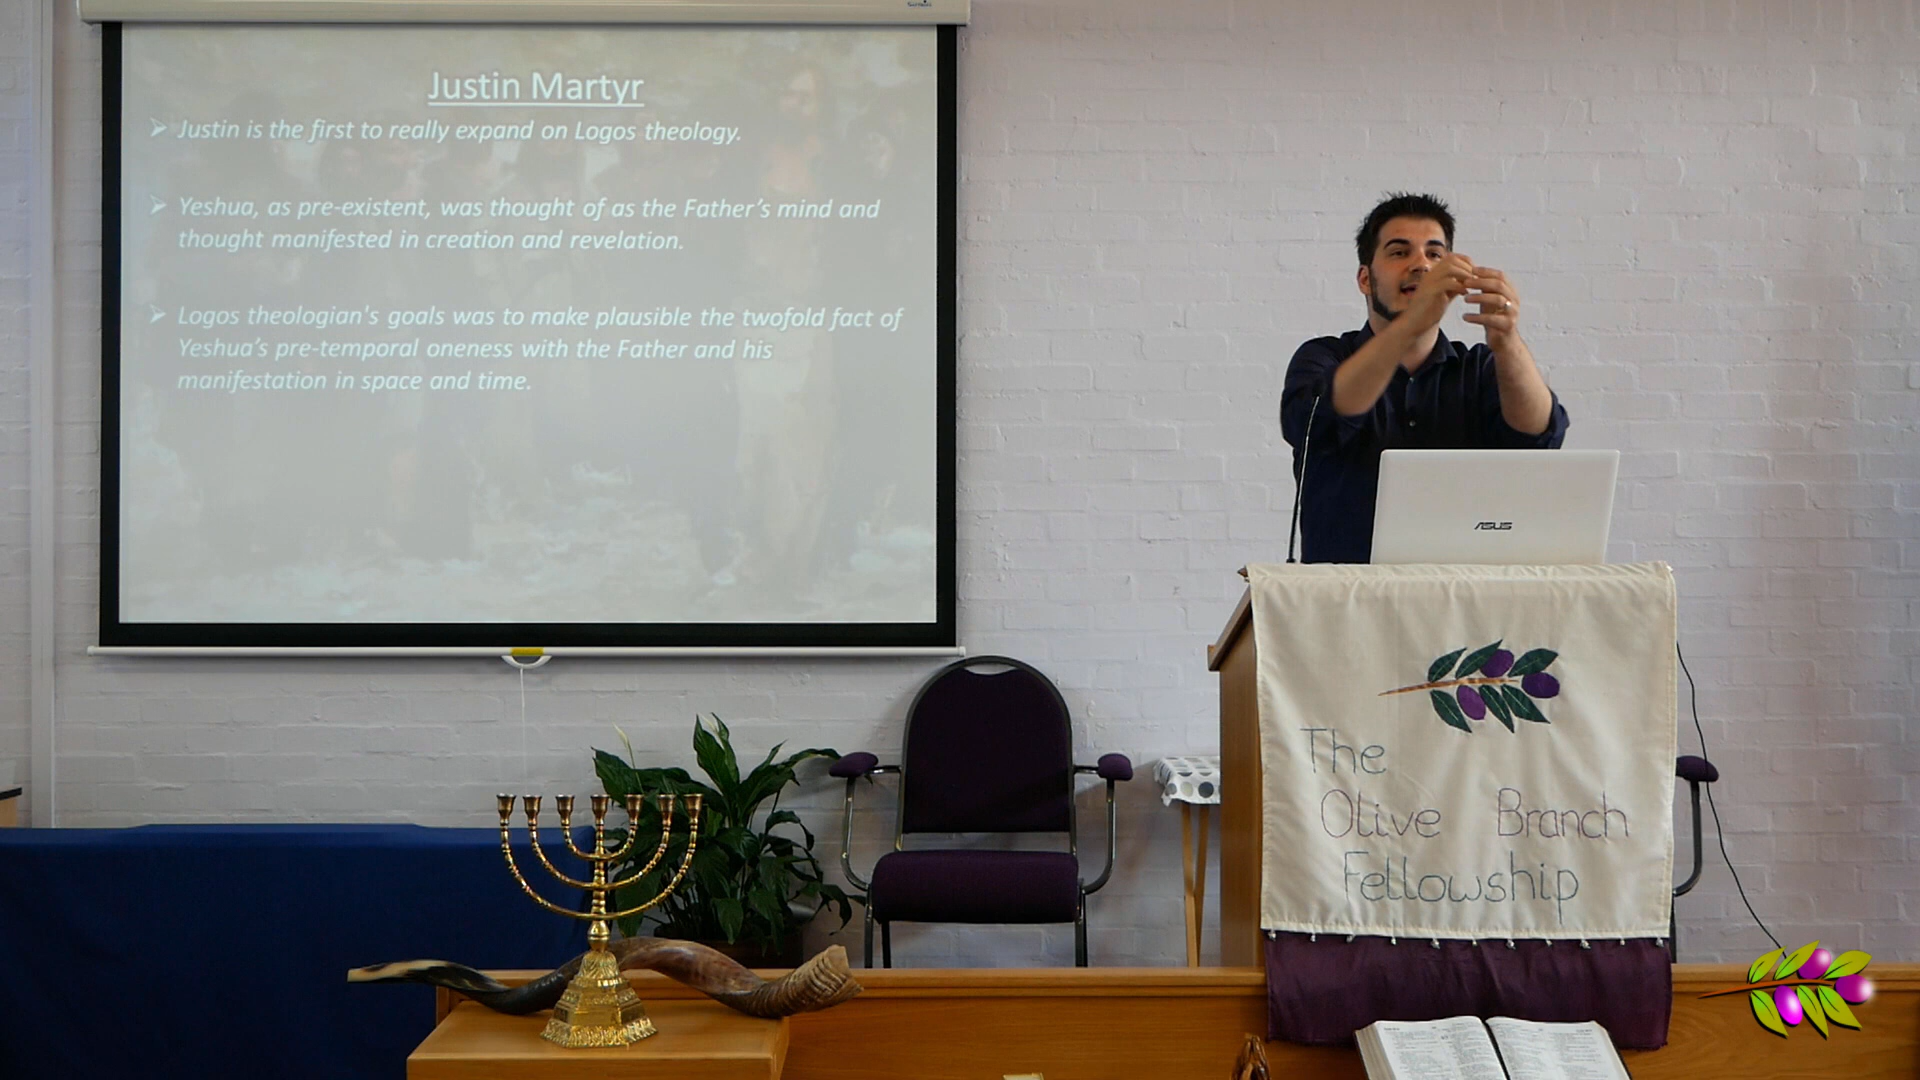 Justin Martyr
➢ Justin is the first to really expand on Logos theology.
➢ Yeshua, as pre-existent, was thought of as the Father's mind and
thought manifested in creation and revelation.
➢ Logos theologian's goals was to make plausible the twofold fact of
Yeshua's pre-temporal oneness with the Father and his
manifestation in space and time.
ASUS
The
Olive Branch
Fellowship